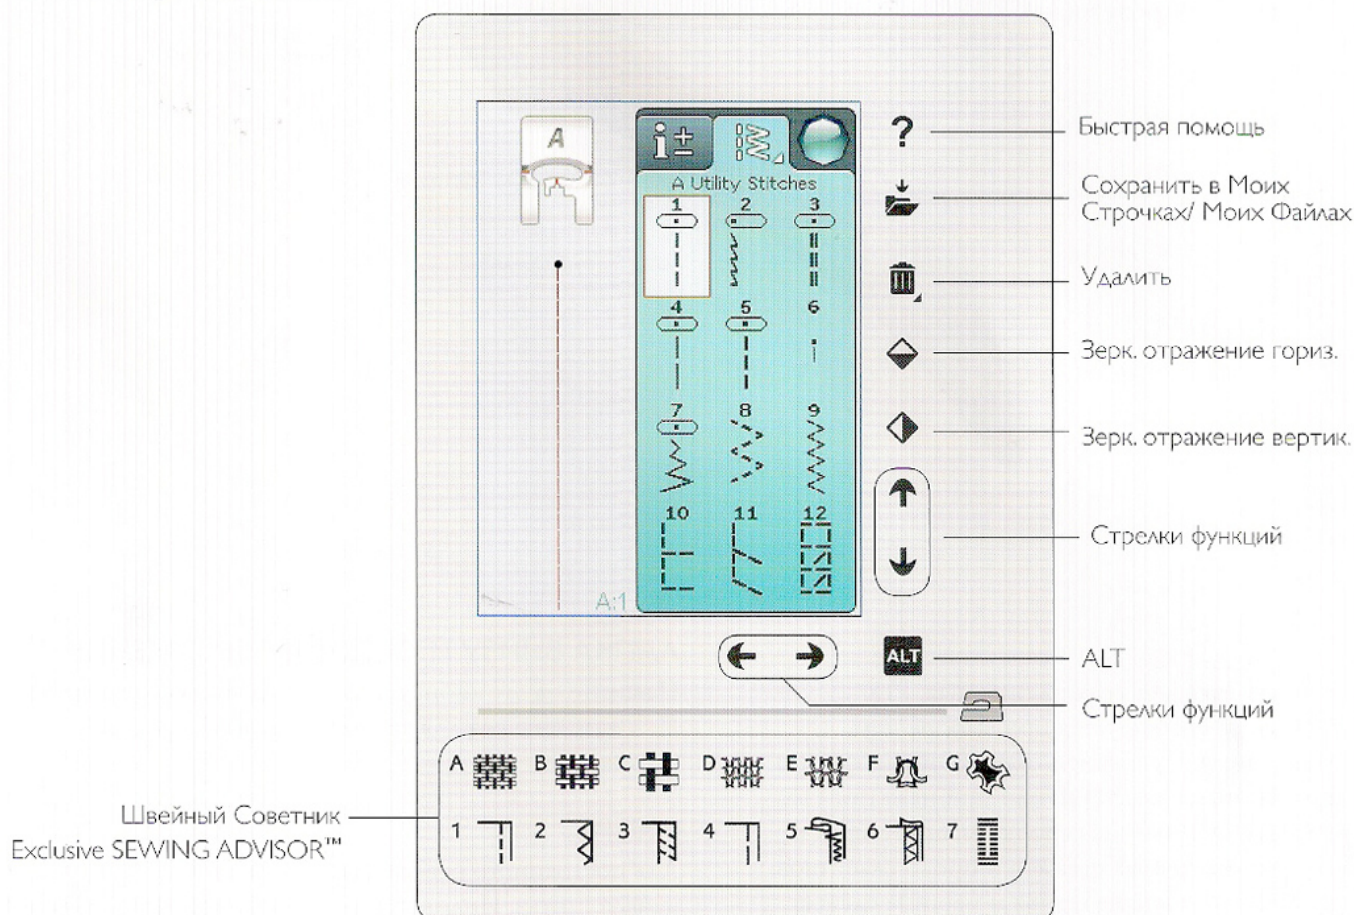 A
i ±
A Utility Stitches
1 2 3
4 5 6
7 8 9
10 11 12
A:1
?
Быстрая помощь
Сохранить в Моих
Строчках/ Моих Файлах
Удалить
Зерк. отражение гориз.
Зерк. отражение вертик.
Стрелки функций
ALT
ALT
Стрелки функций
A B C D E F G
1 2 3 4 5 6 7
Швейный Советник
Exclusive SEWING ADVISOR™